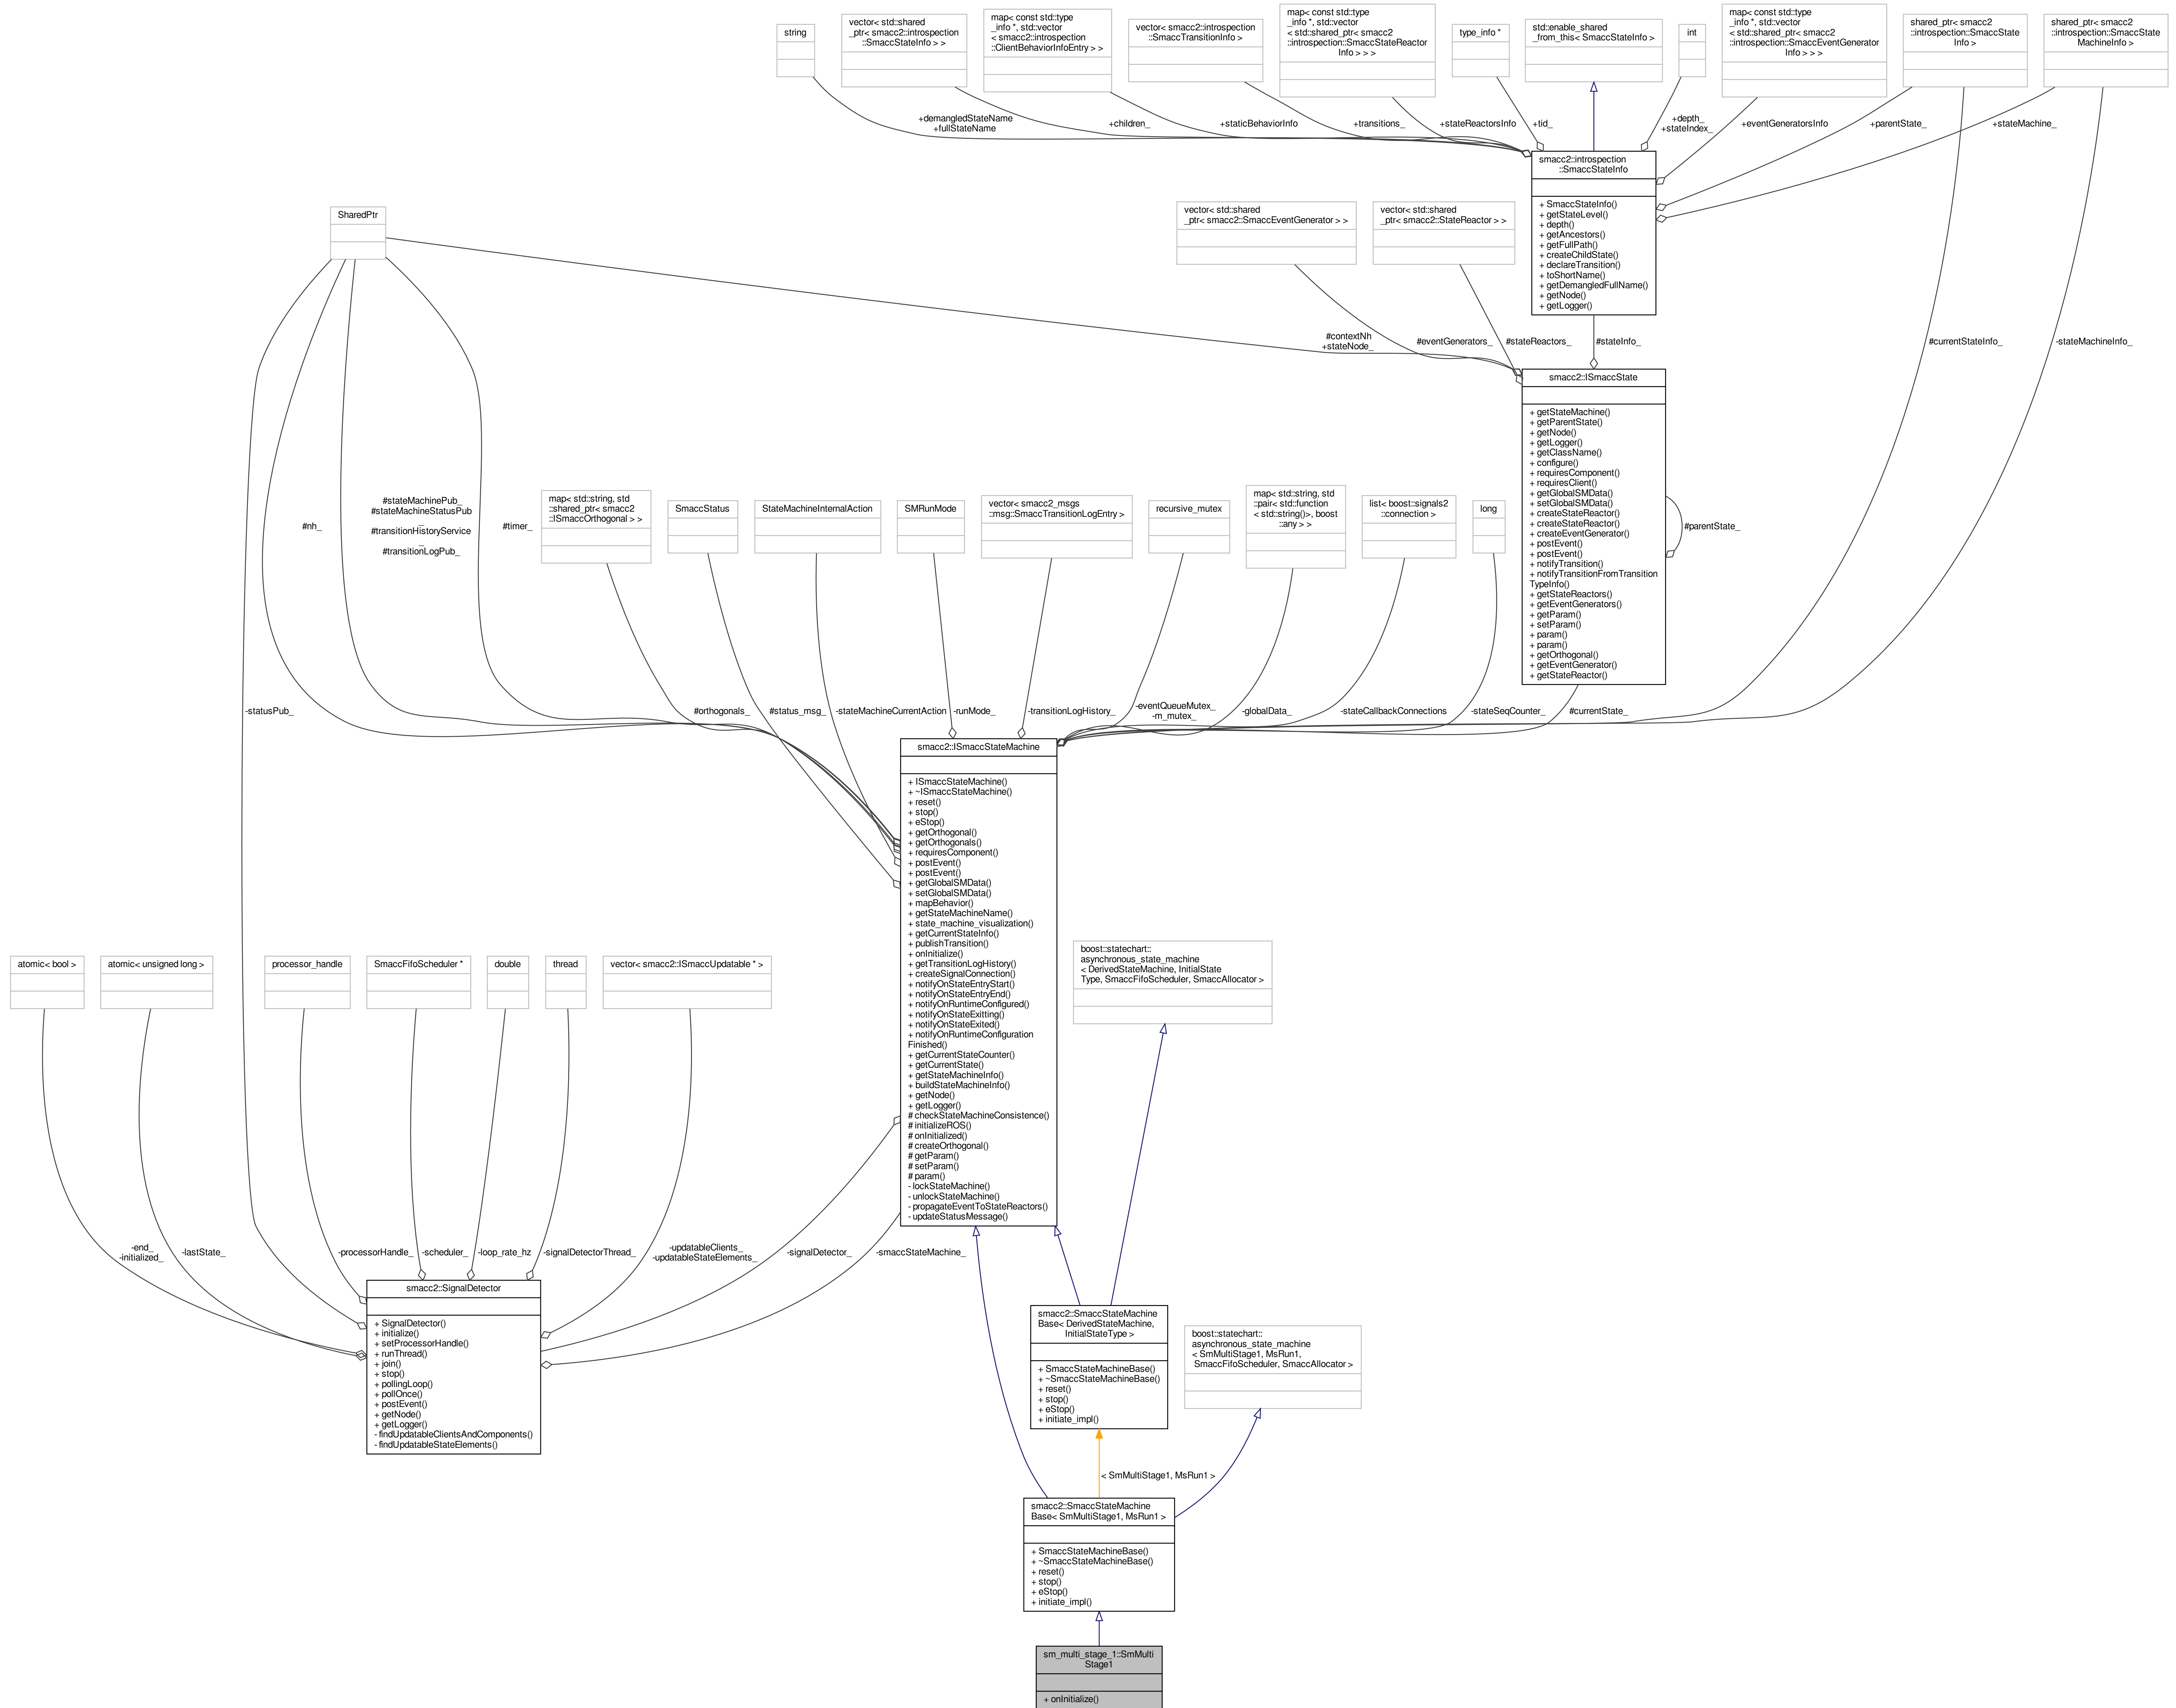 string
vector< std::shared
_ptr< smacc2::introspection
::SmaccStateInfo > >
map< const std::type
_info *, std::vector
< smacc2::introspection
::ClientBehaviorInfoEntry > >
vector< smacc2::introspection
::SmaccTransitionInfo >
map< const std::type
_info *, std::vector
< std::shared_ptr< smacc2
::introspection::SmaccStateReactor
Info > > >
type_info *
std::enable_shared
_from_this< SmaccStateInfo >
int
map< const std::type
_info *, std::vector
< std::shared_ptr< smacc2
::introspection::SmaccEventGenerator
Info > > >
shared_ptr< smacc2
::introspection::SmaccState
Info >
shared_ptr< smacc2
::introspection::SmaccState
MachineInfo >
+demangledStateName
+fullStateName
+children_
+staticBehaviorInfo
+transitions_
+stateReactorsInfo
+tid_
+depth_
+stateIndex_
+eventGeneratorsInfo
+parentState_
+stateMachine_
smacc2::introspection
::SmaccStateInfo
+ SmaccStateInfo()
+ getStateLevel()
+ depth()
+ getAncestors()
+ getFullPath()
+ createChildState()
+ declareTransition()
+ toShortName()
+ getDemangledFullName()
+ getNode()
+ getLogger()
SharedPtr
vector< std::shared
_ptr< smacc2::SmaccEventGenerator > >
vector< std::shared
_ptr< smacc2::StateReactor > >
#contextNh
+stateNode_
#eventGenerators_
#stateReactors_
#stateInfo_
#currentStateInfo_
-stateMachineInfo_
smacc2::ISmaccState
+ getStateMachine()
+ getParentState()
+ getNode()
+ getLogger()
+ getClassName()
+ configure()
+ requiresComponent()
+ requiresClient()
+ getGlobalSMData()
+ setGlobalSMData()
+ createStateReactor()
+ createStateReactor()
+ createEventGenerator()
+ postEvent()
+ postEvent()
+ notifyTransition()
+ notifyTransitionFromTransition
TypeInfo()
+ getStateReactors()
+ getEventGenerators()
+ getParam()
+ setParam()
+ param()
+ param()
+ getOrthogonal()
+ getEventGenerator()
+ getStateReactor()
#parentState_
#nh_
#stateMachinePub_
#stateMachineStatusPub
_
#transitionHistoryService
_
#transitionLogPub_
#timer_
map< std::string, std
::shared_ptr< smacc2
::ISmaccOrthogonal > >
SmaccStatus
StateMachineInternalAction
SMRunMode
vector< smacc2_msgs
::msg::SmaccTransitionLogEntry >
recursive_mutex
map< std::string, std
::pair< std::function
< std::string()>, boost
::any > >
list< boost::signals2
::connection >
long
-statusPub_
#orthogonals_
#status_msg_
-stateMachineCurrentAction
-runMode_
-transitionLogHistory_
-eventQueueMutex_
-m_mutex_
-globalData_
-stateCallbackConnections
-stateSeqCounter_
#currentState_
smacc2::ISmaccStateMachine
+ ISmaccStateMachine()
+ ~ISmaccStateMachine()
+ reset()
+ stop()
+ eStop()
+ getOrthogonal()
+ getOrthogonals()
+ requiresComponent()
+ postEvent()
+ postEvent()
+ getGlobalSMData()
+ setGlobalSMData()
+ mapBehavior()
+ getStateMachineName()
+ state_machine_visualization()
+ getCurrentStateInfo()
+ publishTransition()
+ onInitialize()
+ getTransitionLogHistory()
+ createSignalConnection()
+ notifyOnStateEntryStart()
+ notifyOnStateEntryEnd()
+ notifyOnRuntimeConfigured()
+ notifyOnStateExitting()
+ notifyOnStateExited()
+ notifyOnRuntimeConfiguration
Finished()
+ getCurrentStateCounter()
+ getCurrentState()
+ getStateMachineInfo()
+ buildStateMachineInfo()
+ getNode()
+ getLogger()
# checkStateMachineConsistence()
# initializeROS()
# onInitialized()
# createOrthogonal()
# getParam()
# setParam()
# param()
- lockStateMachine()
- unlockStateMachine()
- propagateEventToStateReactors()
- updateStatusMessage()
boost::statechart::
asynchronous_state_machine
< DerivedStateMachine, InitialState
Type, SmaccFifoScheduler, SmaccAllocator >
atomic< bool >
atomic< unsigned long >
processor_handle
SmaccFifoScheduler *
double
thread
vector< smacc2::ISmaccUpdatable * >
-end_
-initialized_
-lastState_
-processorHandle_
-scheduler_
-loop_rate_hz
-signalDetectorThread_
-updatableClients_
-updatableStateElements_
-signalDetector_
-smaccStateMachine_
smacc2::SignalDetector
+ SignalDetector()
+ initialize()
+ setProcessorHandle()
+ runThread()
+ join()
+ stop()
+ pollingLoop()
+ pollOnce()
+ postEvent()
+ getNode()
+ getLogger()
- findUpdatableClientsAndComponents()
- findUpdatableStateElements()
smacc2::SmaccStateMachine
Base< DerivedStateMachine,
InitialStateType >
+ SmaccStateMachineBase()
+ ~SmaccStateMachineBase()
+ reset()
+ stop()
+ eStop()
+ initiate_impl()
boost::statechart::
asynchronous_state_machine
< SmMultiStage1, MsRun1,
SmaccFifoScheduler, SmaccAllocator >
< SmMultiStage1, MsRun1 >
smacc2::SmaccStateMachine
Base< SmMultiStage1, MsRun1 >
+ SmaccStateMachineBase()
+ ~SmaccStateMachineBase()
+ reset()
+ stop()
+ eStop()
+ initiate_impl()
sm_multi_stage_1::SmMulti
Stage1
+ onInitialize()